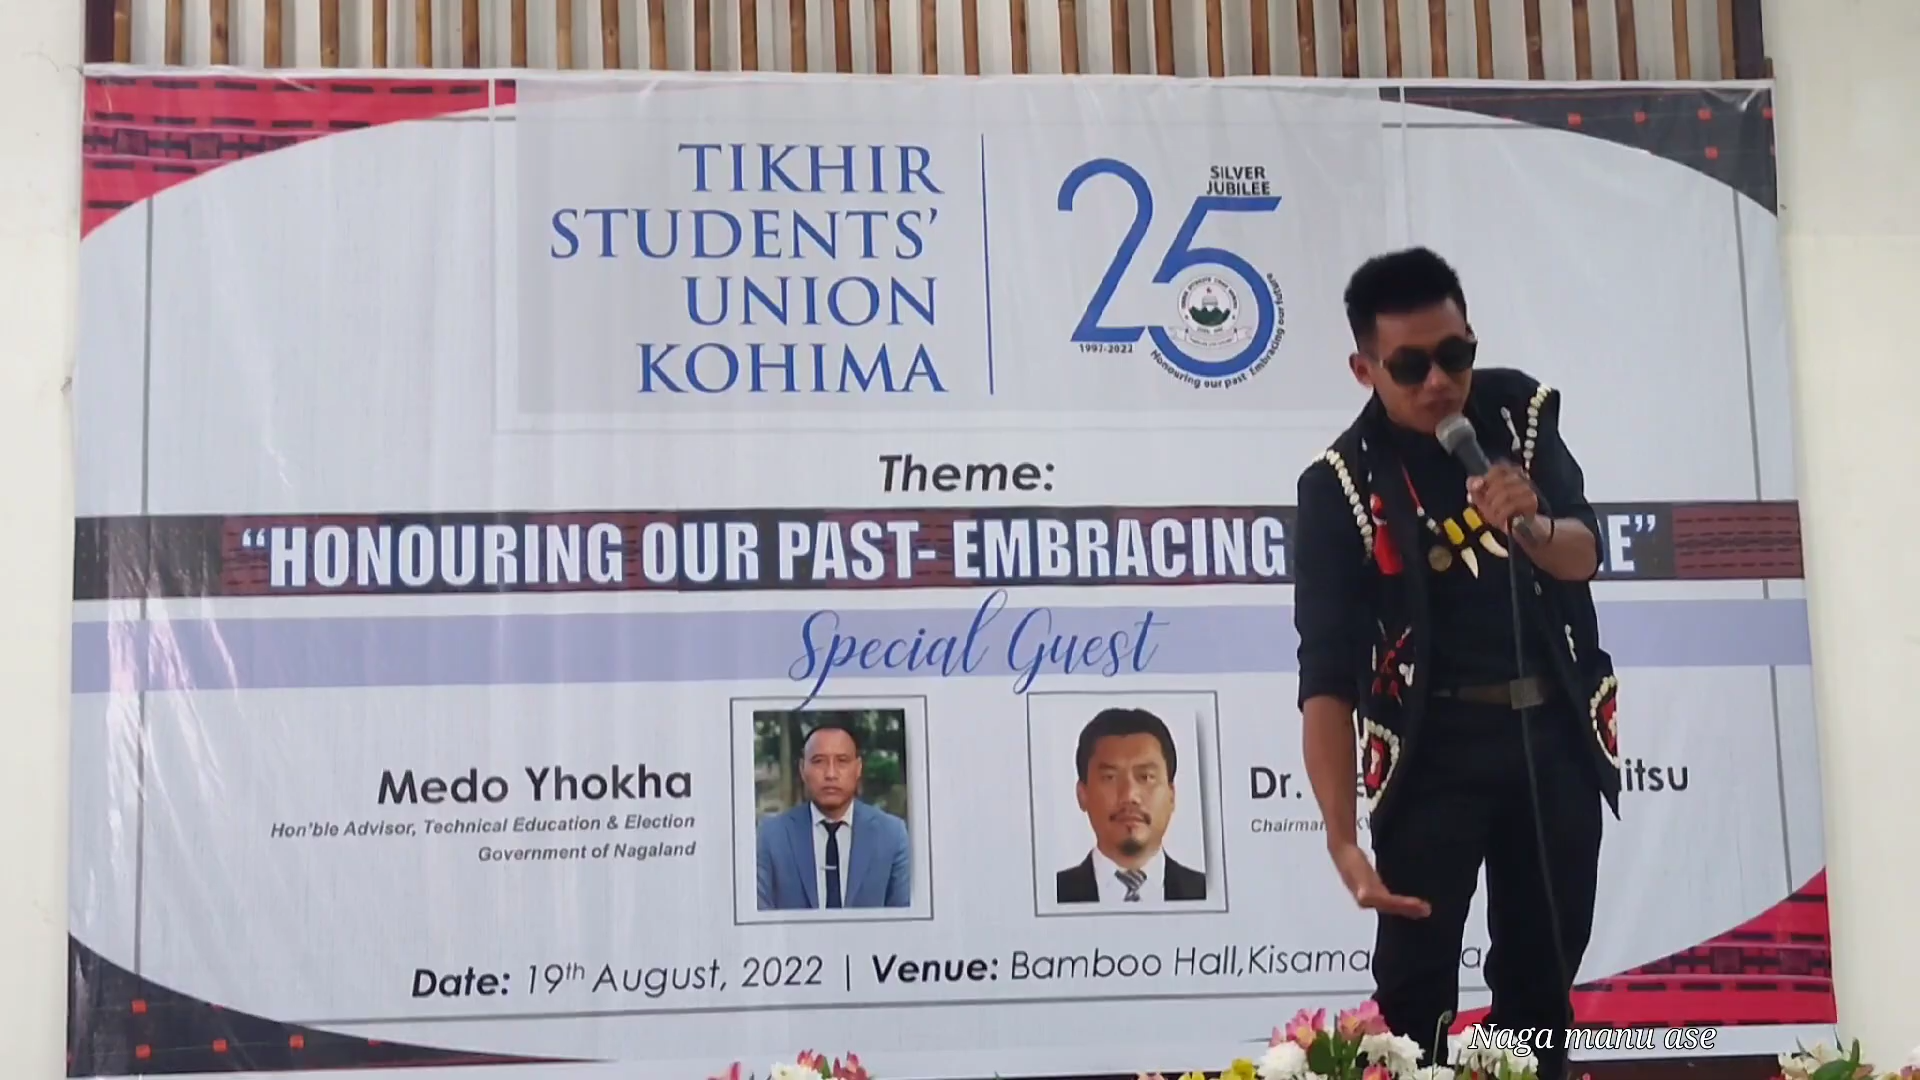 TIKHIR
STUDENTS'
UNION
KOHIMA
SILVER
JUBILEE
25
1997-2022
Honouring our past Embracing our future
Theme:
"HONOURING OUR PAST- EMBRACING E"
Special Guest
Medo Yhokha
Hon'ble Advisor, Technical Education & Election
Government of Nagaland
Dr. itsu
Chairman
Date: 19th August, 2022 | Venue: Bamboo Hall,Kisama
Naga manu ase